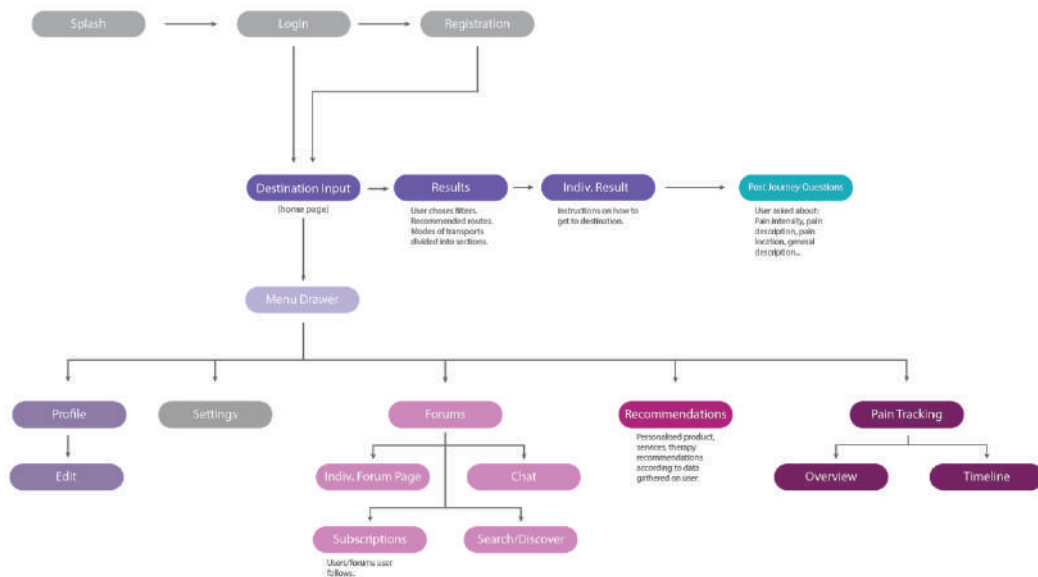 Splash
Login
Registration
Destination Input
(home page)
Results
User choses filters.
Recommended routes.
Modes of transports
divided into sections.
Indiv. Result
Instructions on how to
get to destination.
Post Journey Questions
User asked about:
Pain intensity, pain
description, pain
location, general
description...
Menu Drawer
Profile
Settings
Forums
Recommendations
Personalised product,
services, therapy
recommendations
according to data
gathered on user.
Pain Tracking
Edit
Indiv. Forum Page
Chat
Overview
Timeline
Subscriptions
Users/forums user
follows..
Search/Discover